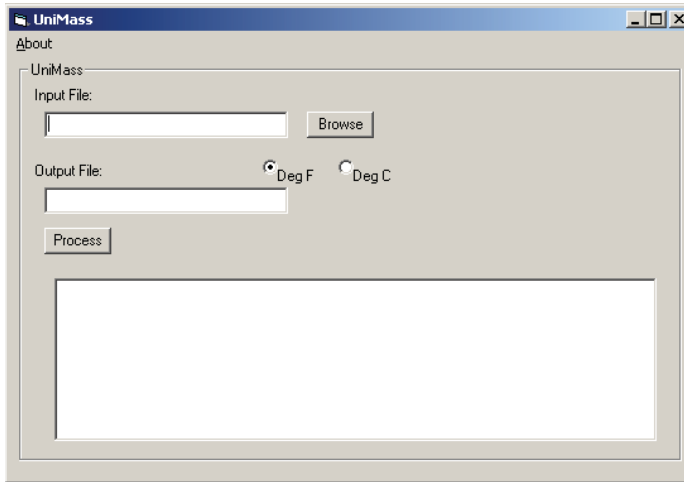 UniMass
About
UniMass
Input File:
Browse
Output File:
Deg F
Deg C
Process